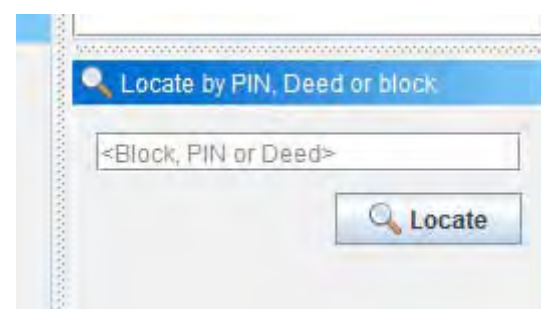 Locate by PIN, Deed or block
<Block, PIN or Deed>
Locate